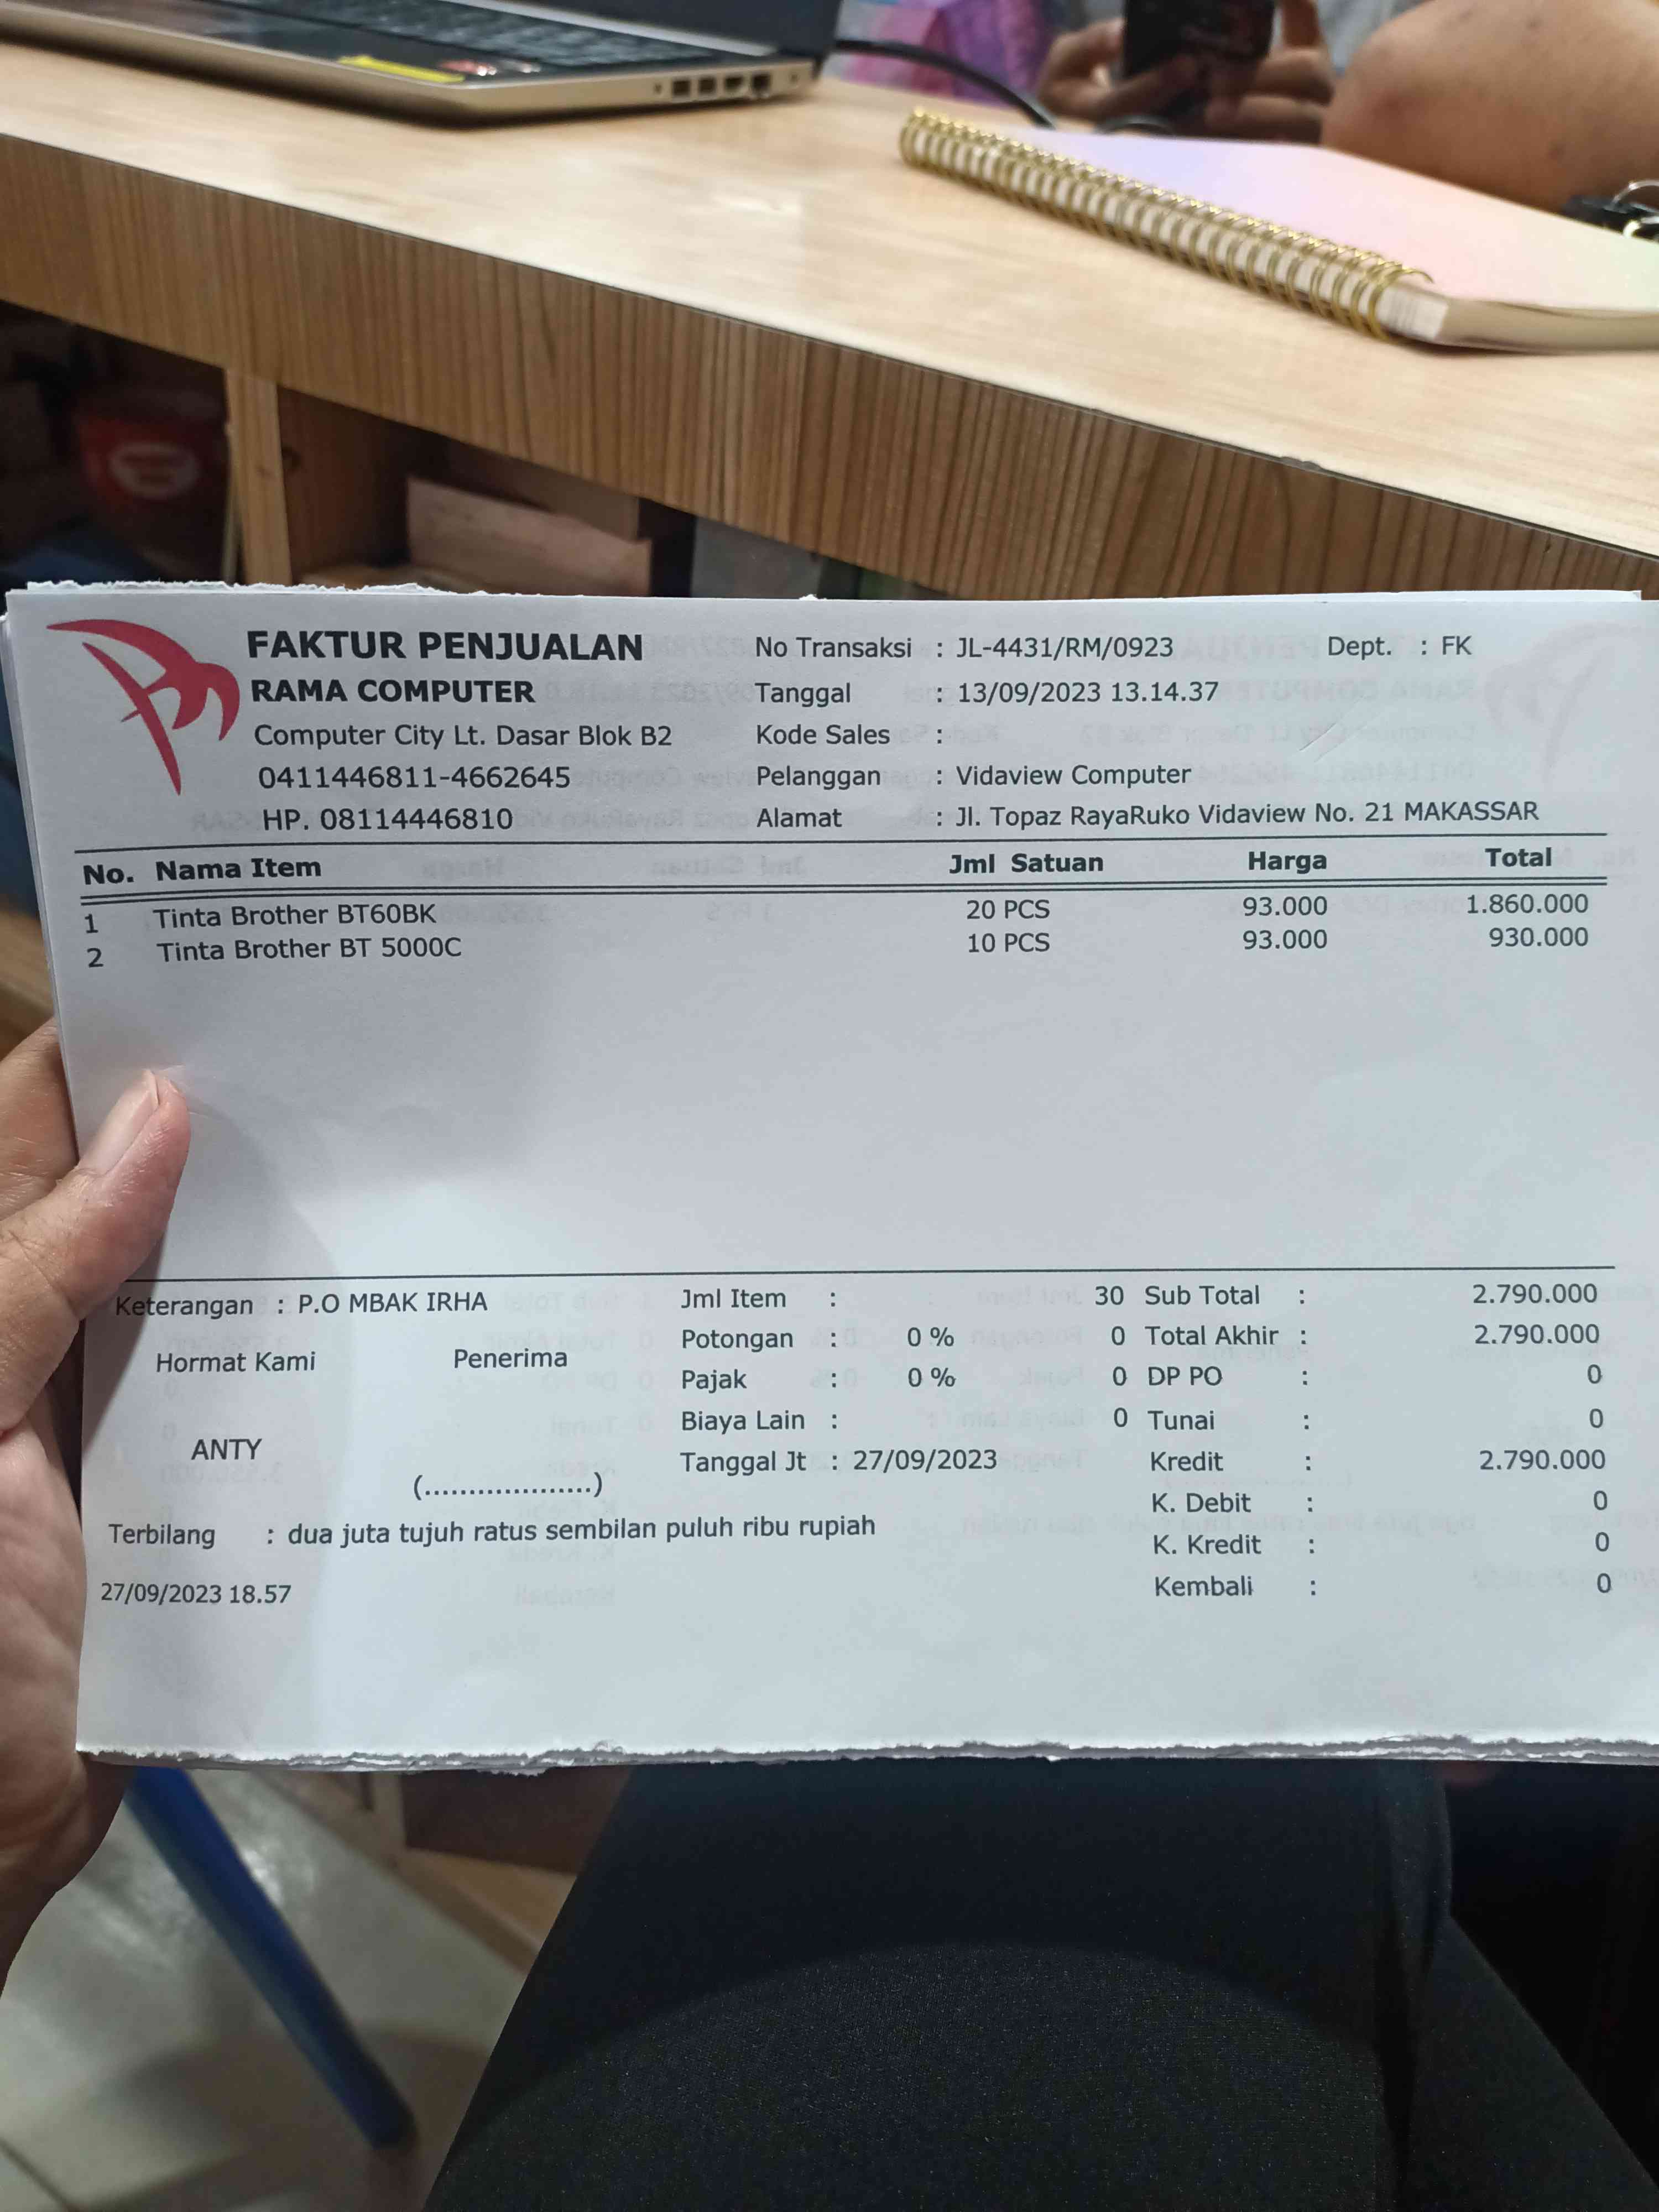 FAKTUR PENJUALAN
RAMA COMPUTER
Computer City Lt. Dasar Blok B2
0411446811-4662645
HP. 08114446810
No Transaksi : JL-4431/RM/0923 Dept. : FK
Tanggal : 13/09/2023 13.14.37
Kode Sales :
Pelanggan : Vidaview Computer
Alamat : Jl. Topaz RayaRuko Vidaview No. 21 MAKASSAR
No. Nama Item Jml Satuan Harga Total
1 Tinta Brother BT60BK 20 PCS 93.000 1.860.000
2 Tinta Brother BT 5000C 10 PCS 93.000 930.000
Keterangan : P.O MBAK IRHA
Hormat Kami Penerima
ANTY
(....................)
Jml Item : 30
Potongan : 0 % 0
Pajak : 0 % 0
Biaya Lain : 0
Tanggal Jt : 27/09/2023
Sub Total : 2.790.000
Total Akhir : 2.790.000
DP PO : 0
Tunai : 0
Kredit : 2.790.000
K. Debit : 0
K. Kredit : 0
Kembali : 0
Terbilang : dua juta tujuh ratus sembilan puluh ribu rupiah
27/09/2023 18.57